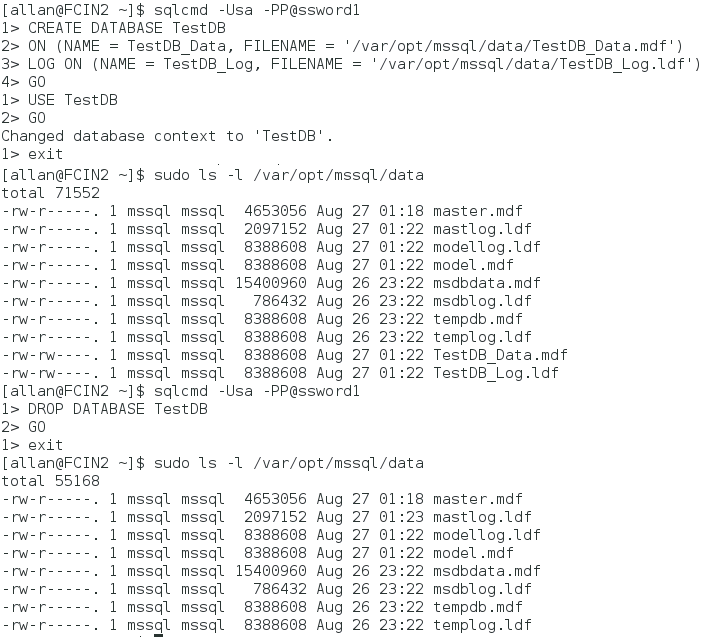 [allan@FCIN2 ~]$ sqlcmd -Usa -PP@ssword1
1> CREATE DATABASE TestDB
2> ON (NAME = TestDB_Data, FILENAME = '/var/opt/mssql/data/TestDB_Data.mdf')
3> LOG ON (NAME = TestDB_Log, FILENAME = '/var/opt/mssql/data/TestDB_Log.ldf')
4> GO
1> USE TestDB
2> GO
Changed database context to 'TestDB'.
1> exit
[allan@FCIN2 ~]$ sudo ls -l /var/opt/mssql/data
total 71552
-rw-r-----. 1 mssql mssql  4653056 Aug 27 01:18 master.mdf
-rw-r-----. 1 mssql mssql  2097152 Aug 27 01:22 mastlog.ldf
-rw-r-----. 1 mssql mssql  8388608 Aug 27 01:22 modellog.ldf
-rw-r-----. 1 mssql mssql  8388608 Aug 27 01:22 model.mdf
-rw-r-----. 1 mssql mssql 15400960 Aug 26 23:22 msdbdata.mdf
-rw-r-----. 1 mssql mssql   786432 Aug 26 23:22 msdblog.ldf
-rw-r-----. 1 mssql mssql  8388608 Aug 26 23:22 tempdb.mdf
-rw-r-----. 1 mssql mssql  8388608 Aug 26 23:22 templog.ldf
-rw-rw----. 1 mssql mssql  8388608 Aug 27 01:22 TestDB_Data.mdf
-rw-rw----. 1 mssql mssql  8388608 Aug 27 01:22 TestDB_Log.ldf
[allan@FCIN2 ~]$ sqlcmd -Usa -PP@ssword1
1> DROP DATABASE TestDB
2> GO
1> exit
[allan@FCIN2 ~]$ sudo ls -l /var/opt/mssql/data
total 55168
-rw-r-----. 1 mssql mssql  4653056 Aug 27 01:18 master.mdf
-rw-r-----. 1 mssql mssql  2097152 Aug 27 01:23 mastlog.ldf
-rw-r-----. 1 mssql mssql  8388608 Aug 27 01:22 modellog.ldf
-rw-r-----. 1 mssql mssql  8388608 Aug 27 01:22 model.mdf
-rw-r-----. 1 mssql mssql 15400960 Aug 26 23:22 msdbdata.mdf
-rw-r-----. 1 mssql mssql   786432 Aug 26 23:22 msdblog.ldf
-rw-r-----. 1 mssql mssql  8388608 Aug 26 23:22 tempdb.mdf
-rw-r-----. 1 mssql mssql  8388608 Aug 26 23:22 templog.ldf